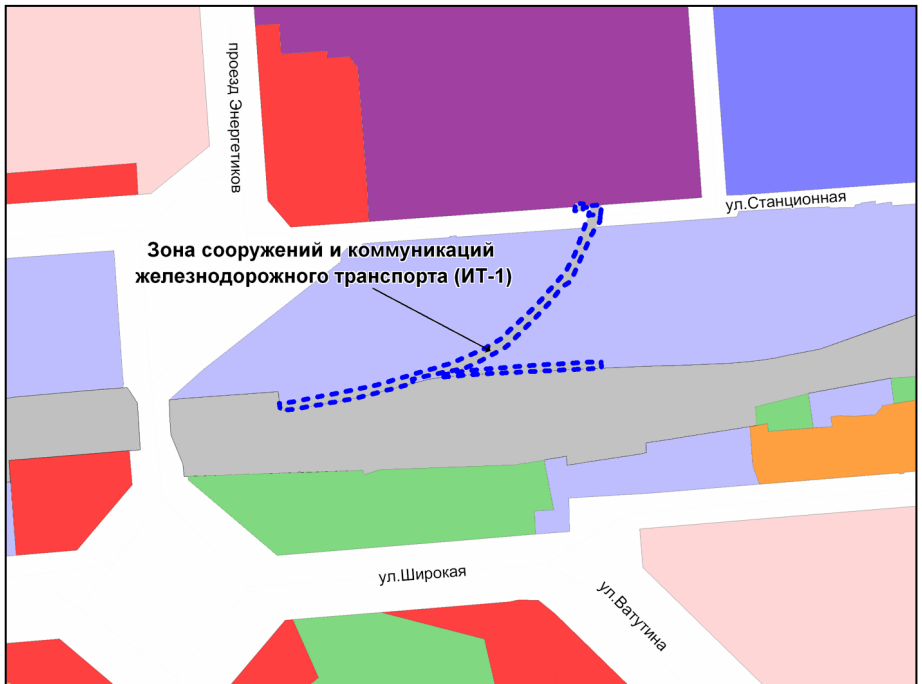 проезд Энергетиков
ул.Станционная
Зона сооружений и коммуникаций
железнодорожного транспорта (ИТ-1)
ул.Широкая
ул.Ватутина